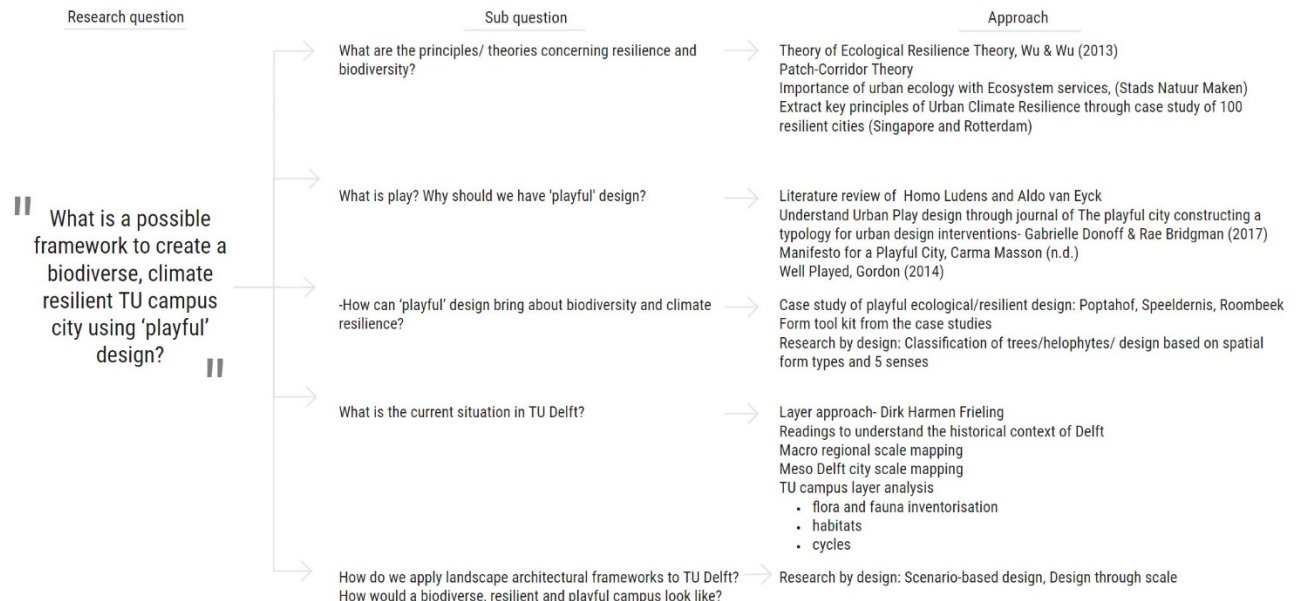 Research question
Sub question
Approach
"
What is a possible
framework to create a
biodiverse, climate
resilient TU campus
city using ‘playful’
design?
"
What are the principles/ theories concerning resilience and
biodiversity?
Theory of Ecological Resilience Theory, Wu & Wu (2013)
Patch-Corridor Theory
Importance of urban ecology with Ecosystem services, (Stads Natuur Maken)
Extract key principles of Urban Climate Resilience through case study of 100
resilient cities (Singapore and Rotterdam)
What is play? Why should we have 'playful' design?
Literature review of Homo Ludens and Aldo van Eyck
Understand Urban Play design through journal of The playful city constructing a
typology for urban design interventions- Gabrielle Donoff & Rae Bridgman (2017)
Manifesto for a Playful City, Carma Masson (n.d.)
Well Played, Gordon (2014)
-How can ‘playful’ design bring about biodiversity and climate
resilience?
Case study of playful ecological/resilient design: Poptahof, Speeldernis, Roombeek
Form tool kit from the case studies
Research by design: Classification of trees/helophytes/ design based on spatial
form types and 5 senses
What is the current situation in TU Delft?
Layer approach- Dirk Harmen Frieling
Readings to understand the historical context of Delft
Macro regional scale mapping
Meso Delft city scale mapping
TU campus layer analysis
• flora and fauna inventorisation
• habitats
• cycles
How do we apply landscape architectural frameworks to TU Delft?
How would a biodiverse, resilient and playful campus look like?
Research by design: Scenario-based design, Design through scale